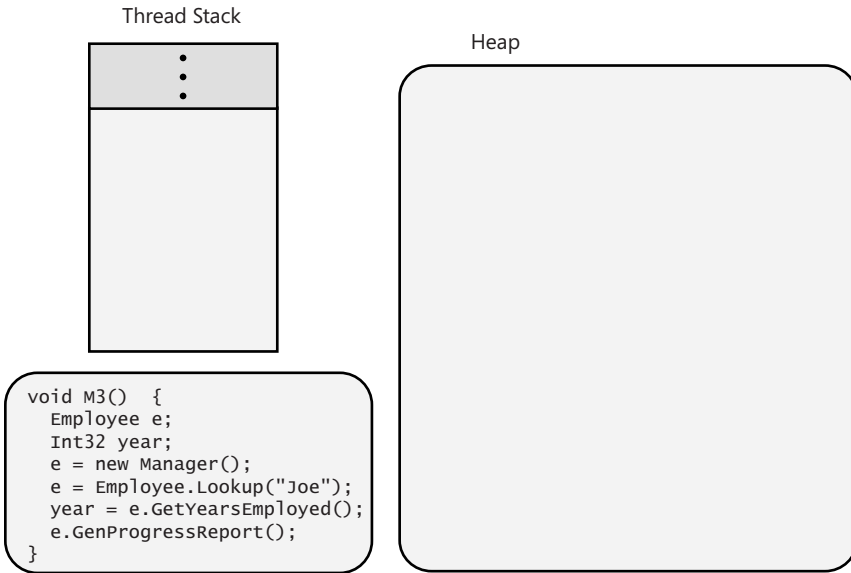 Thread Stack
Heap
void M3()  {
  Employee e;
  Int32 year;
  e = new Manager();
  e = Employee.Lookup("Joe");
  year = e.GetYearsEmployed();
  e.GenProgressReport();
}